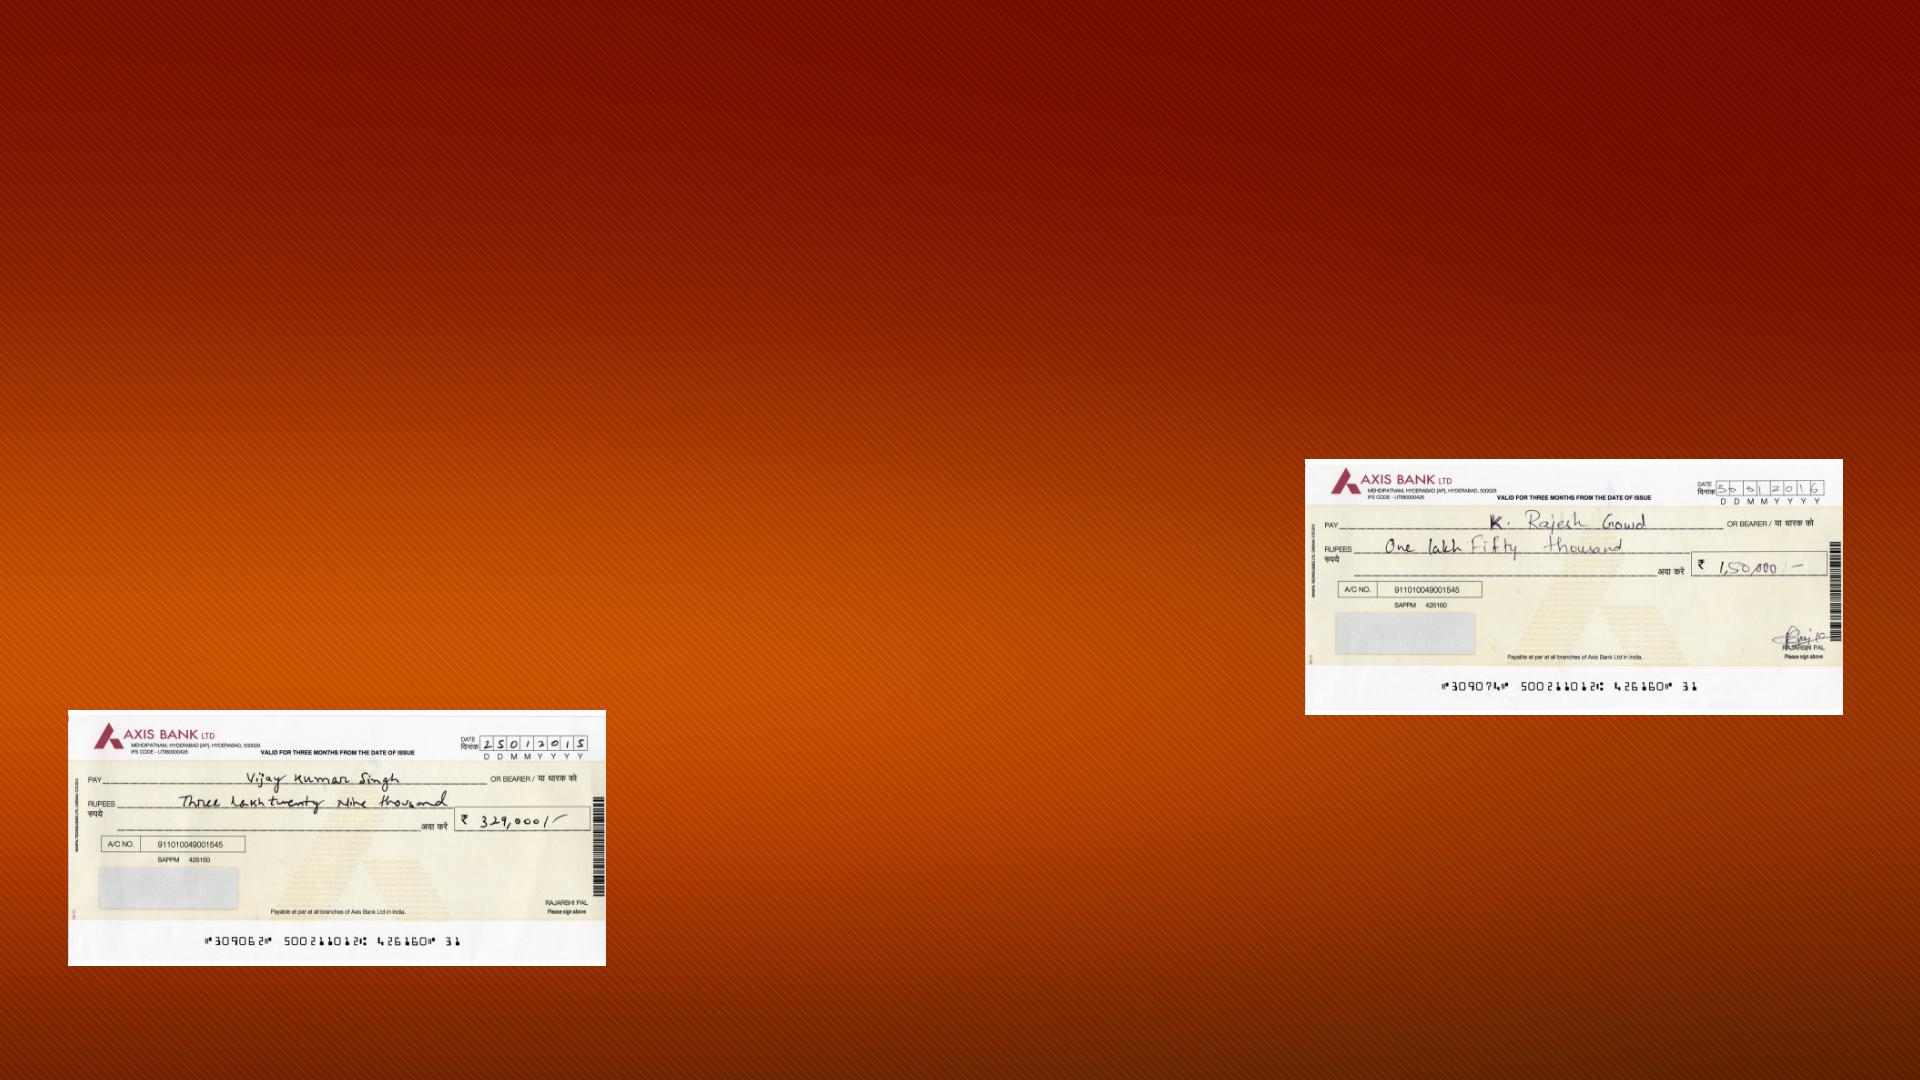 AXIS BANK LTD
MEHDIPATNAM, HYDERABAD [AP], HYDERABAD, 500028
IFS CODE - UTIB0000426
VALID FOR THREE MONTHS FROM THE DATE OF ISSUE
DATE
दिनांक 2 5 0 1 2 0 1 5
D D M M Y Y Y Y
PAY Vijay Kumar Singh OR BEARER / या धारक को
RUPEES Three Lakh twenty Nine thousand
रुपये
अदा करें ₹ 329,000/-
A/C NO. 911010049001545
SAPPM 426160
RAJARSHI PAL
Payable at par at all branches of Axis Bank Ltd in India.
Please sign above
⑈309062⑈ 500211012⑆ 426160⑈ 31
AXIS BANK LTD
MEHDIPATNAM, HYDERABAD [AP], HYDERABAD, 500028
IFS CODE - UTIB0000426
VALID FOR THREE MONTHS FROM THE DATE OF ISSUE
DATE
दिनांक 2 0 1 6
D D M M Y Y Y Y
PAY K. Rajesh Gowd OR BEARER / या धारक को
RUPEES One lakh Fifty thousand
रुपये
अदा करें ₹ 1,50,000/-
A/C NO. 911010049001545
SAPPM 426160
RAJARSHI PAL
Payable at par at all branches of Axis Bank Ltd in India.
Please sign above
⑈309074⑈ 500211012⑆ 426160⑈ 31